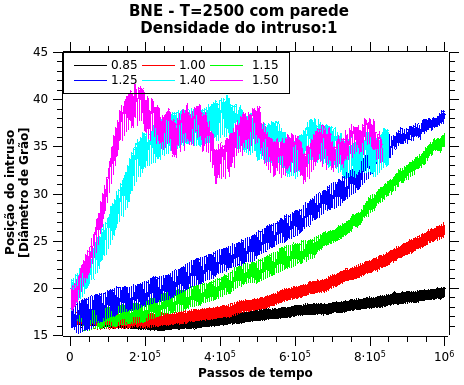 BNE - T=2500 com parede
Densidade do intruso:1
Posição do intruso
[Diâmetro de Grão]
45
40
35
30
25
20
15
0.85 1.00 1.15
1.25 1.40 1.50
0 2·10⁵ 4·10⁵ 6·10⁵ 8·10⁵ 10⁶
Passos de tempo